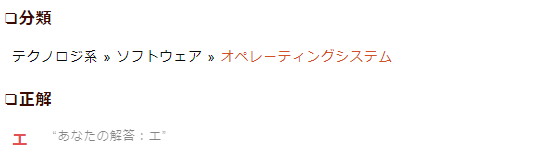 ❏分類
テクノロジ系 » ソフトウェア » オペレーティングシステム
❏正解
エ “あなたの解答：エ”